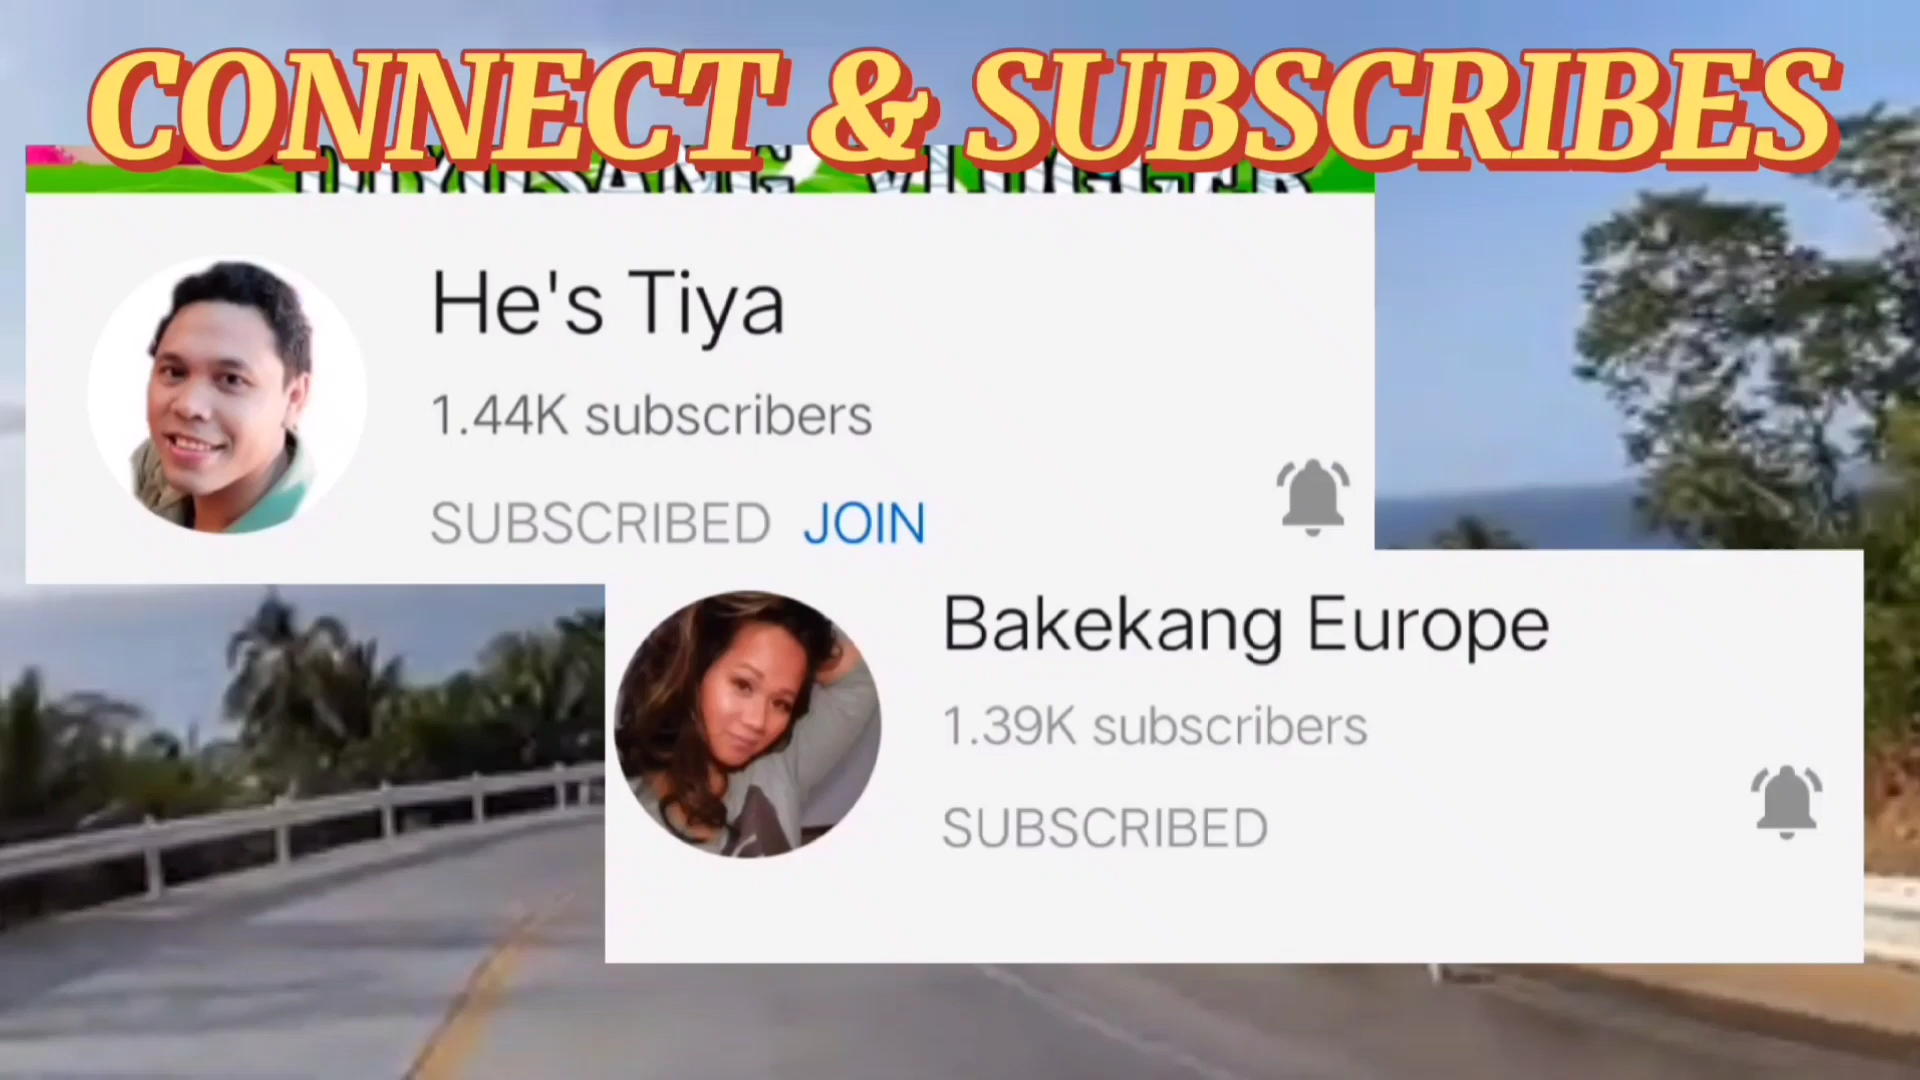 CONNECT & SUBSCRIBES
He's Tiya
1.44K subscribers
SUBSCRIBED JOIN
Bakekang Europe
1.39K subscribers
SUBSCRIBED